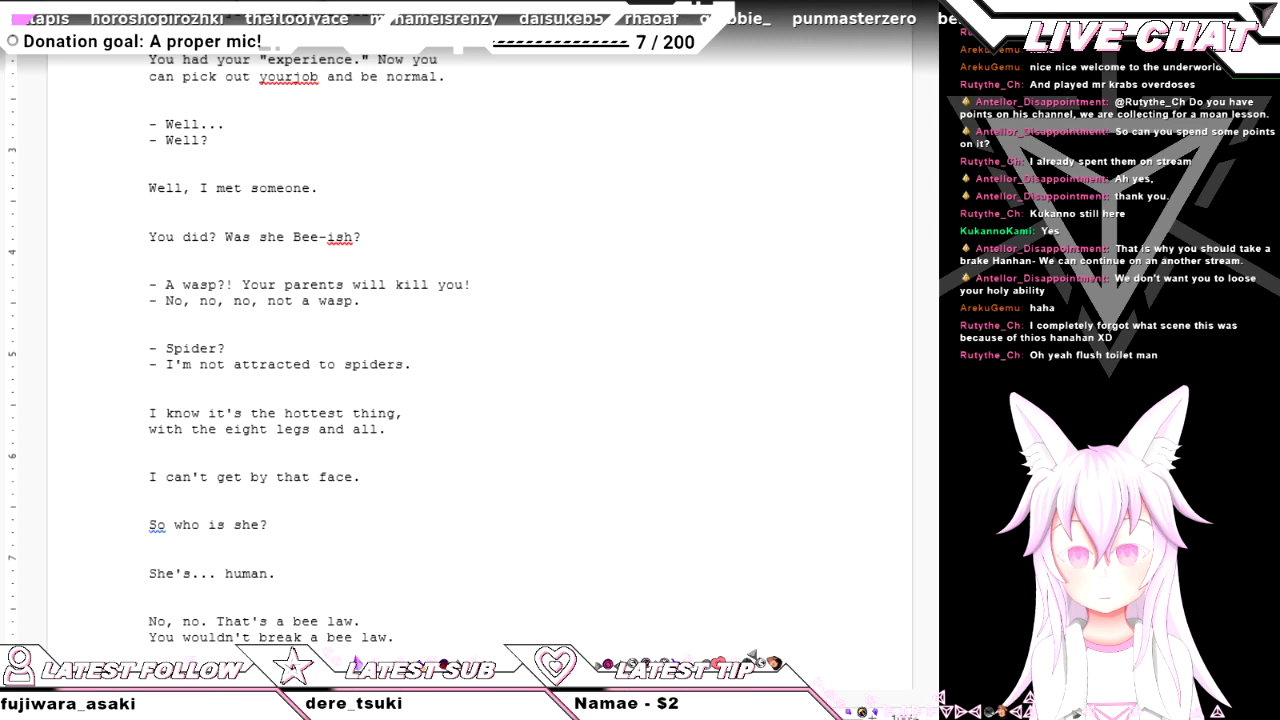 horoshopirozhki thefloofyace daisukeb5 rhaoaf punmasterzero
Donation goal: A proper mic! 7 / 200
You had your "experience." Now you
can pick out yourjob and be normal.
- Well...
- Well?
Well, I met someone.
You did? Was she Bee-ish?
- A wasp?! Your parents will kill you!
- No, no, no, not a wasp.
- Spider?
- I'm not attracted to spiders.
I know it's the hottest thing,
with the eight legs and all.
I can't get by that face.
So who is she?
She's... human.
No, no. That's a bee law.
You wouldn't break a bee law.
LIVE CHAT
ArekuGemu: nice nice welcome to the underworld
Rutythe_Ch: And played mr krabs overdoses
Antellor_Disappointment: @Rutythe_Ch Do you have
points on his channel, we are collecting for a moan lesson.
Antellor_Disappointment: So can you spend some points
on it?
Rutythe_Ch: I already spent them on stream
Antellor_Disappointment: Ah yes,
Antellor_Disappointment: thank you.
Rutythe_Ch: Kukanno still here
KukannoKami: Yes
Antellor_Disappointment: That is why you should take a
brake Hanhan- We can continue on an another stream.
Antellor_Disappointment: We don't want you to loose
your holy ability
ArekuGemu: haha
Rutythe_Ch: I completely forgot what scene this was
because of thios hanahan XD
Rutythe_Ch: Oh yeah flush toilet man
LATEST FOLLOW LATEST SUB LATEST TIP
fujiwara_asaki dere_tsuki Namae - $2